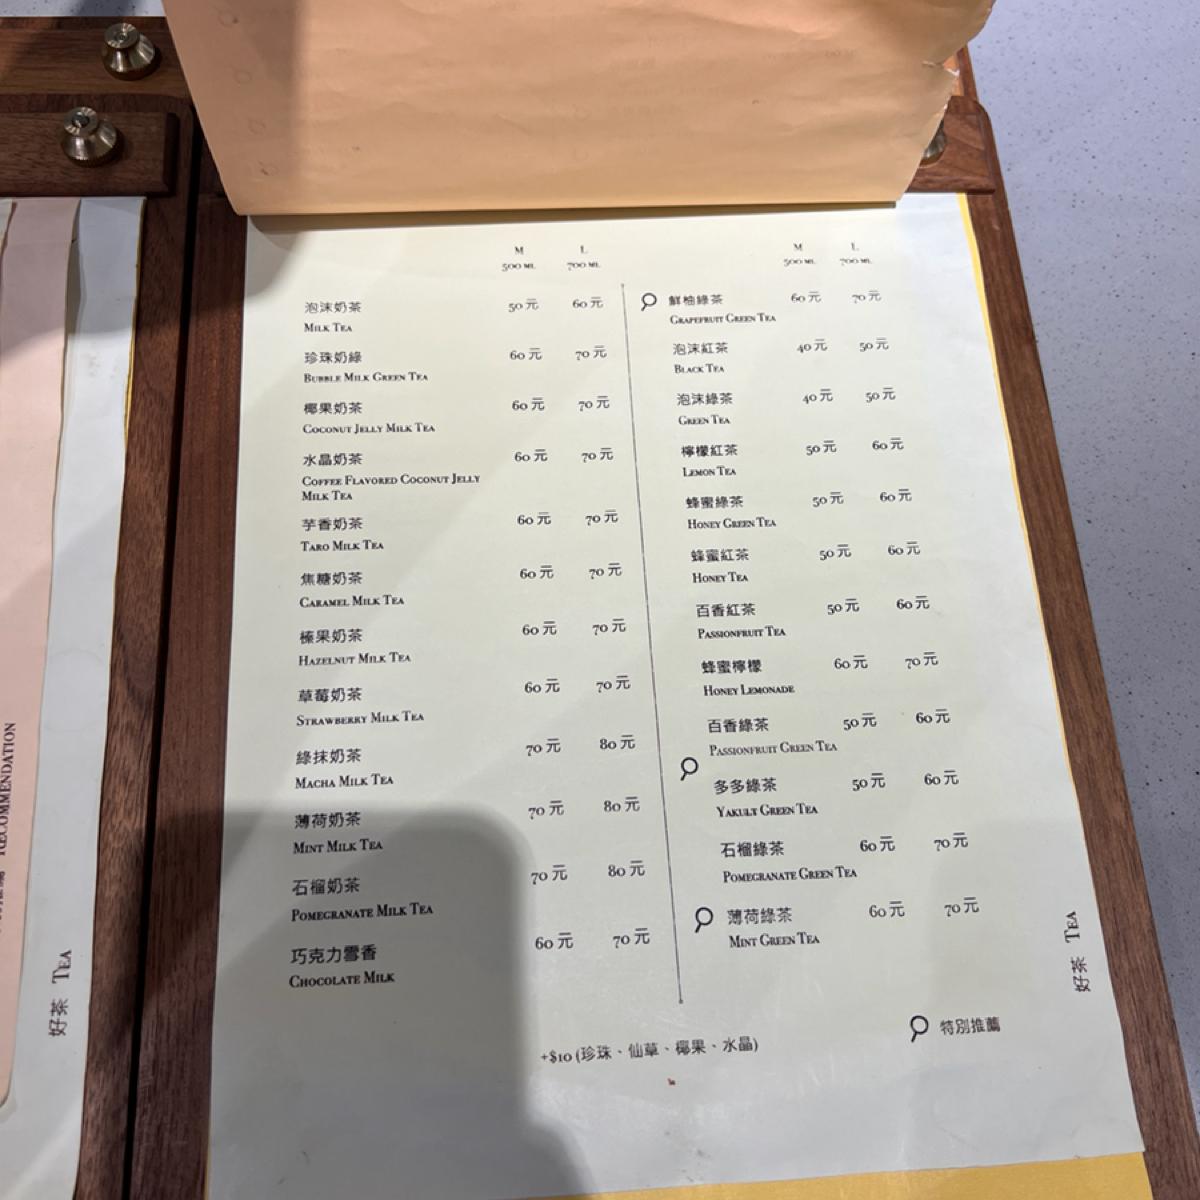 M L
500 ML 700 ML
泡沫奶茶 50元 60元
MILK TEA
珍珠奶綠 60元 70元
BUBBLE MILK GREEN TEA
椰果奶茶 60元 70元
COCONUT JELLY MILK TEA
水晶奶茶 60元 70元
COFFEE FLAVORED COCONUT JELLY
MILK TEA
芋香奶茶 60元 70元
TARO MILK TEA
焦糖奶茶 60元 70元
CARAMEL MILK TEA
榛果奶茶 60元 70元
HAZELNUT MILK TEA
草莓奶茶 60元 70元
STRAWBERRY MILK TEA
綠抹奶茶 70元 80元
MACHA MILK TEA
薄荷奶茶 70元 80元
MINT MILK TEA
石榴奶茶 70元 80元
POMEGRANATE MILK TEA
巧克力雪香 60元 70元
CHOCOLATE MILK
M L
500 ML 700 ML
鮮柚綠茶 60元 70元
GRAPEFRUIT GREEN TEA
泡沫紅茶 40元 50元
BLACK TEA
泡沫綠茶 40元 50元
GREEN TEA
檸檬紅茶 50元 60元
LEMON TEA
蜂蜜綠茶 50元 60元
HONEY GREEN TEA
蜂蜜紅茶 50元 60元
HONEY TEA
百香紅茶 50元 60元
PASSIONFRUIT TEA
蜂蜜檸檬 60元 70元
HONEY LEMONADE
百香綠茶 50元 60元
PASSIONFRUIT GREEN TEA
多多綠茶 50元 60元
YAKULT GREEN TEA
石榴綠茶 60元 70元
POMEGRANATE GREEN TEA
薄荷綠茶 60元 70元
MINT GREEN TEA
特別推薦
+$10 (珍珠、仙草、椰果、水晶)
好茶 TEA
好茶 TEA
RECOMMENDATION